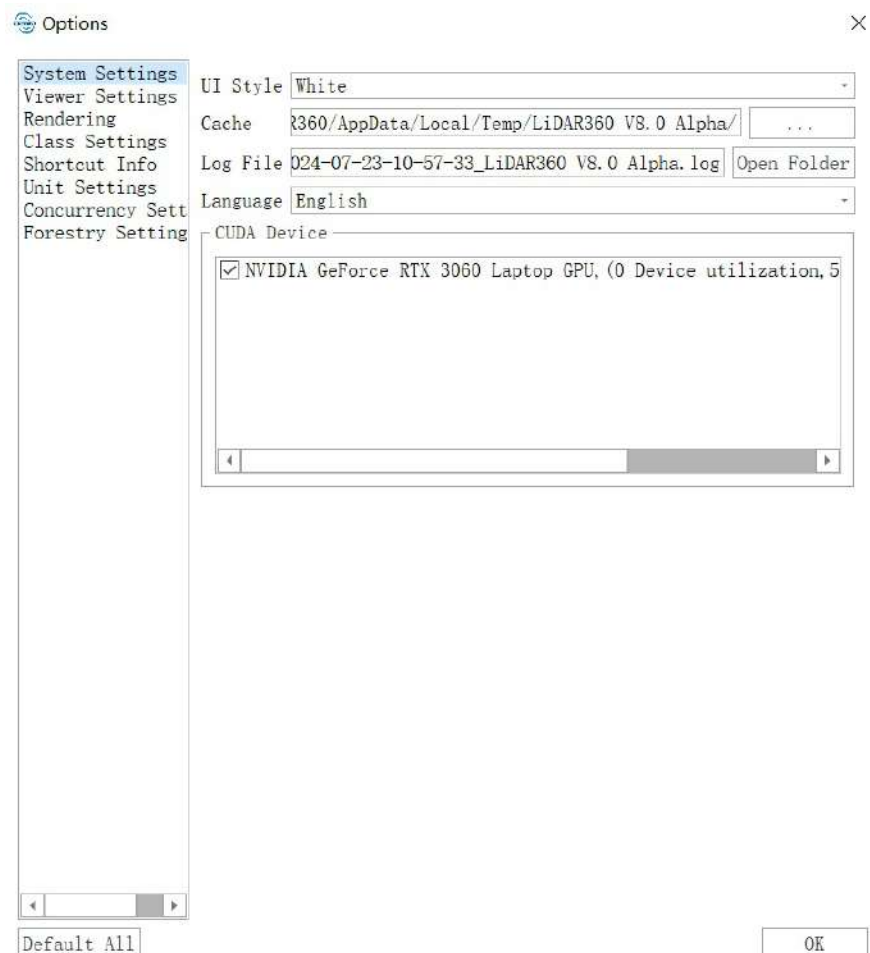 Options
System Settings
Viewer Settings
Rendering
Class Settings
Shortcut Info
Unit Settings
Concurrency Sett
Forestry Setting
UI Style White
Cache R360/AppData/Local/Temp/LiDAR360 V8.0 Alpha/ ...
Log File 024-07-23-10-57-33_LiDAR360 V8.0 Alpha.log Open Folder
Language English
CUDA Device
NVIDIA GeForce RTX 3060 Laptop GPU, (0 Device utilization, 5
Default All
OK